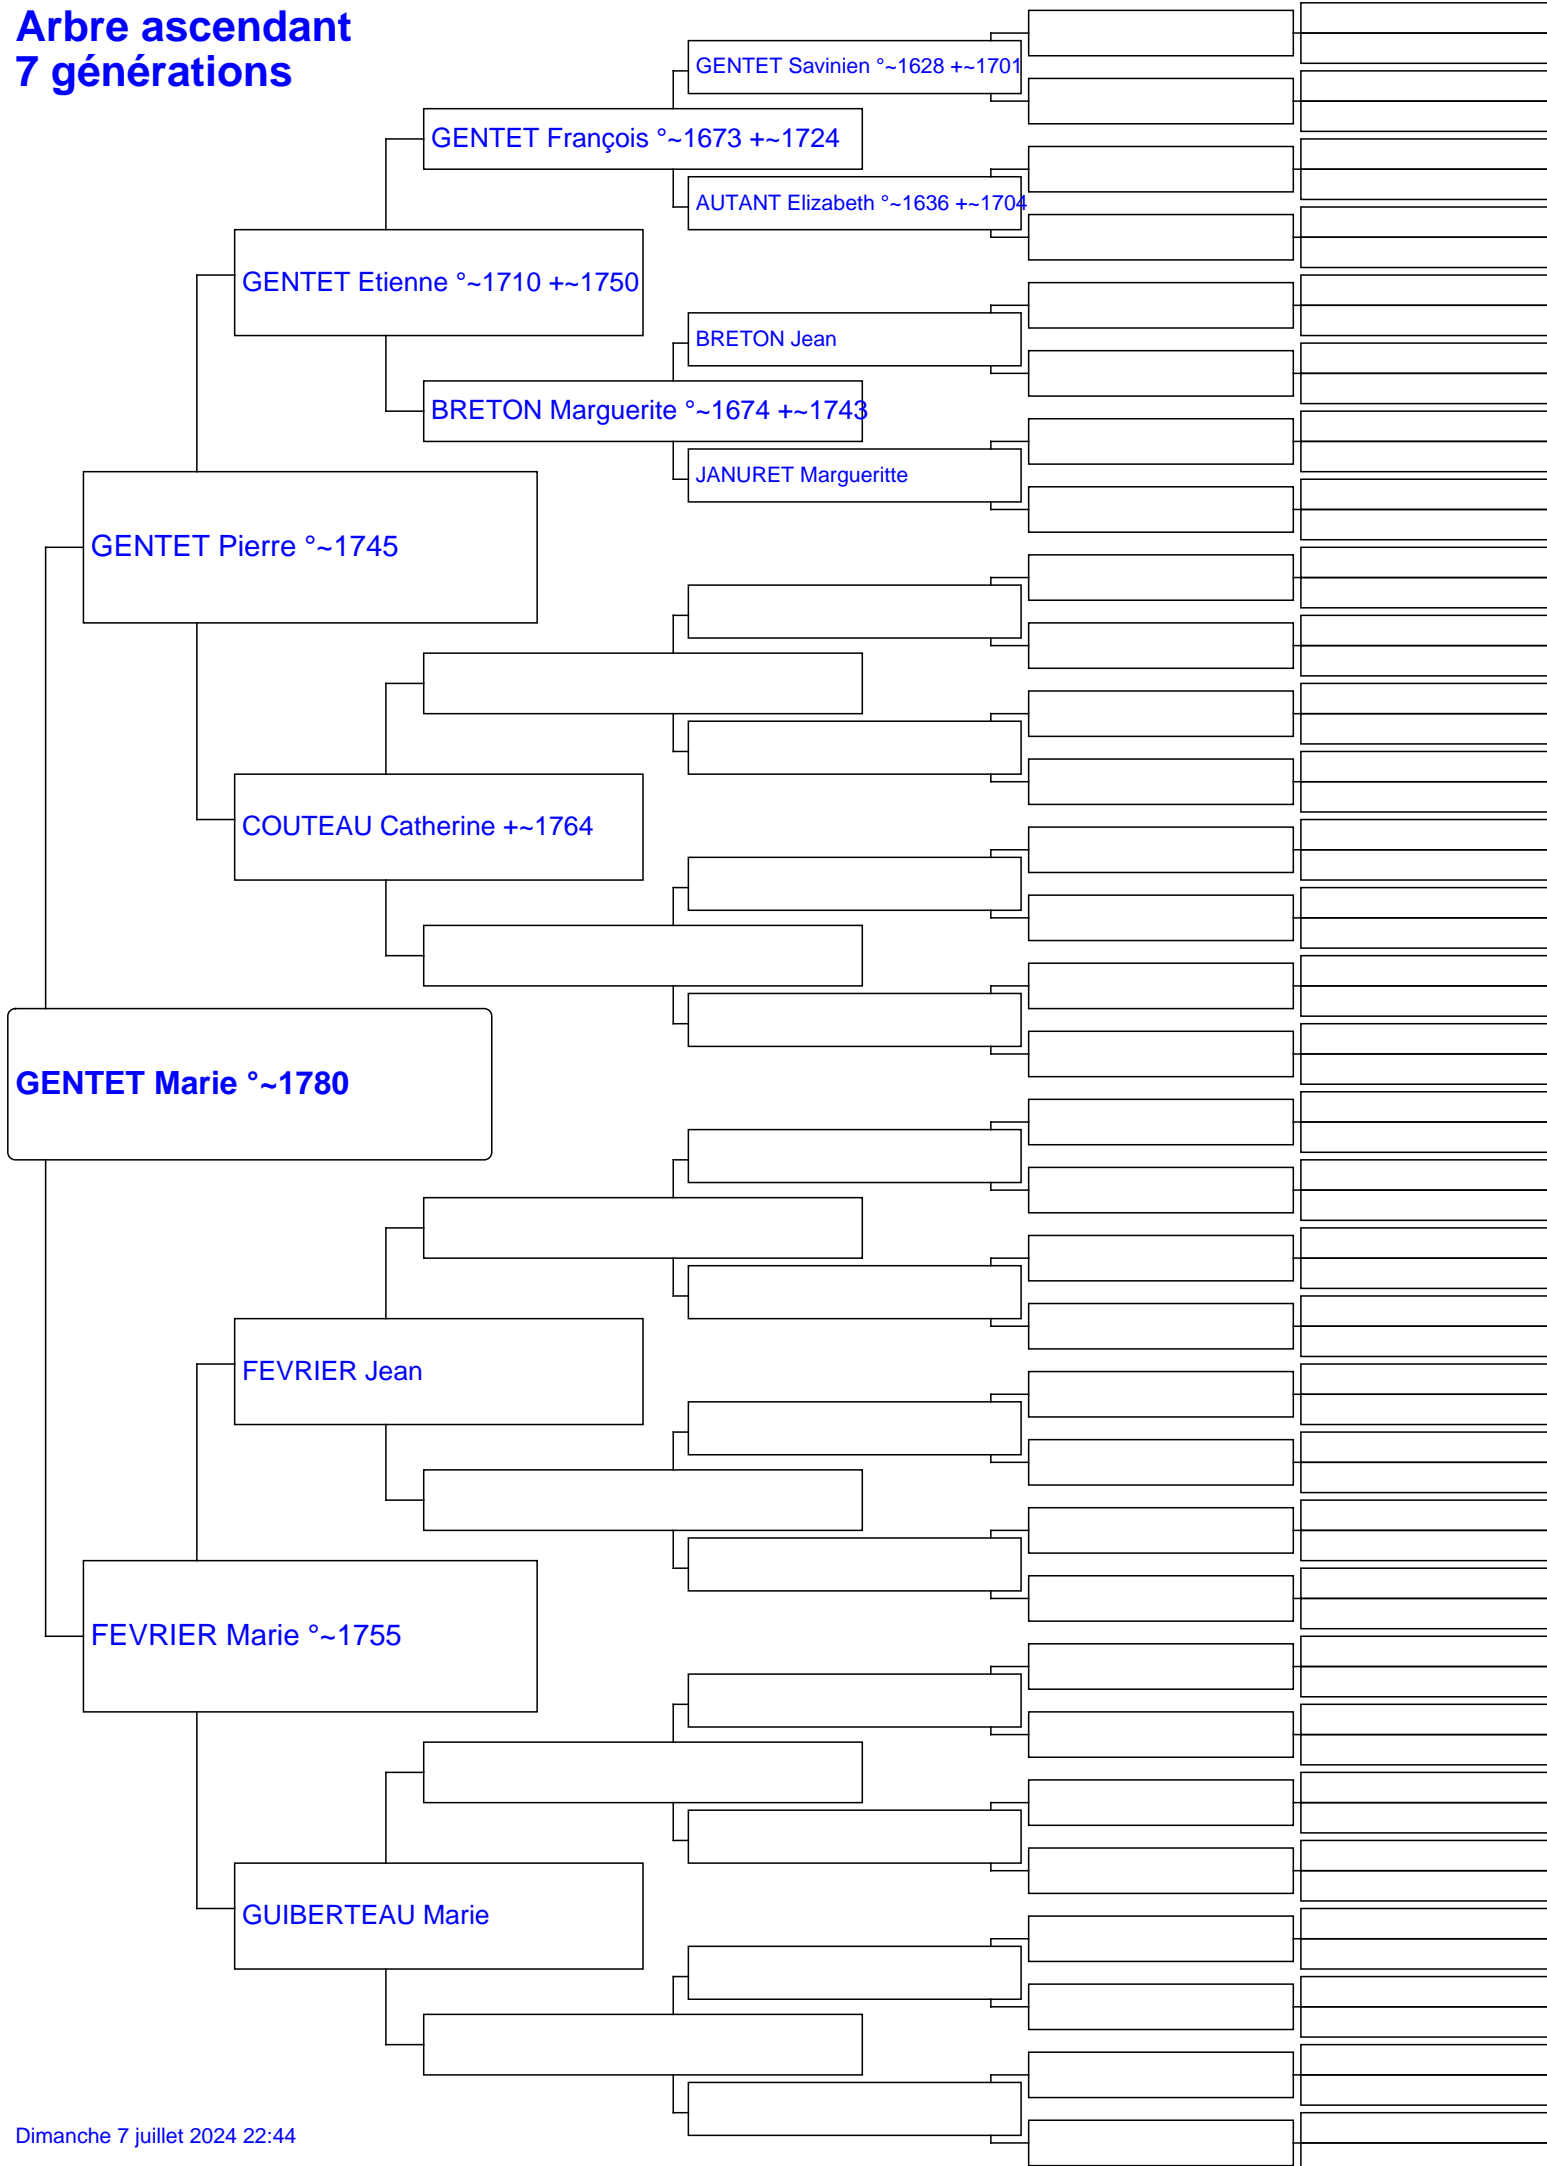 Arbre ascendant
7 générations
GENTET Savinien °~1628 +~1701
GENTET François °~1673 +~1724
AUTANT Elizabeth °~1636 +~1704
GENTET Etienne °~1710 +~1750
BRETON Jean
BRETON Marguerite °~1674 +~1743
JANURET Margueritte
GENTET Pierre °~1745
COUTEAU Catherine +~1764
GENTET Marie °~1780
FEVRIER Jean
FEVRIER Marie °~1755
GUIBERTEAU Marie
Dimanche 7 juillet 2024 22:44